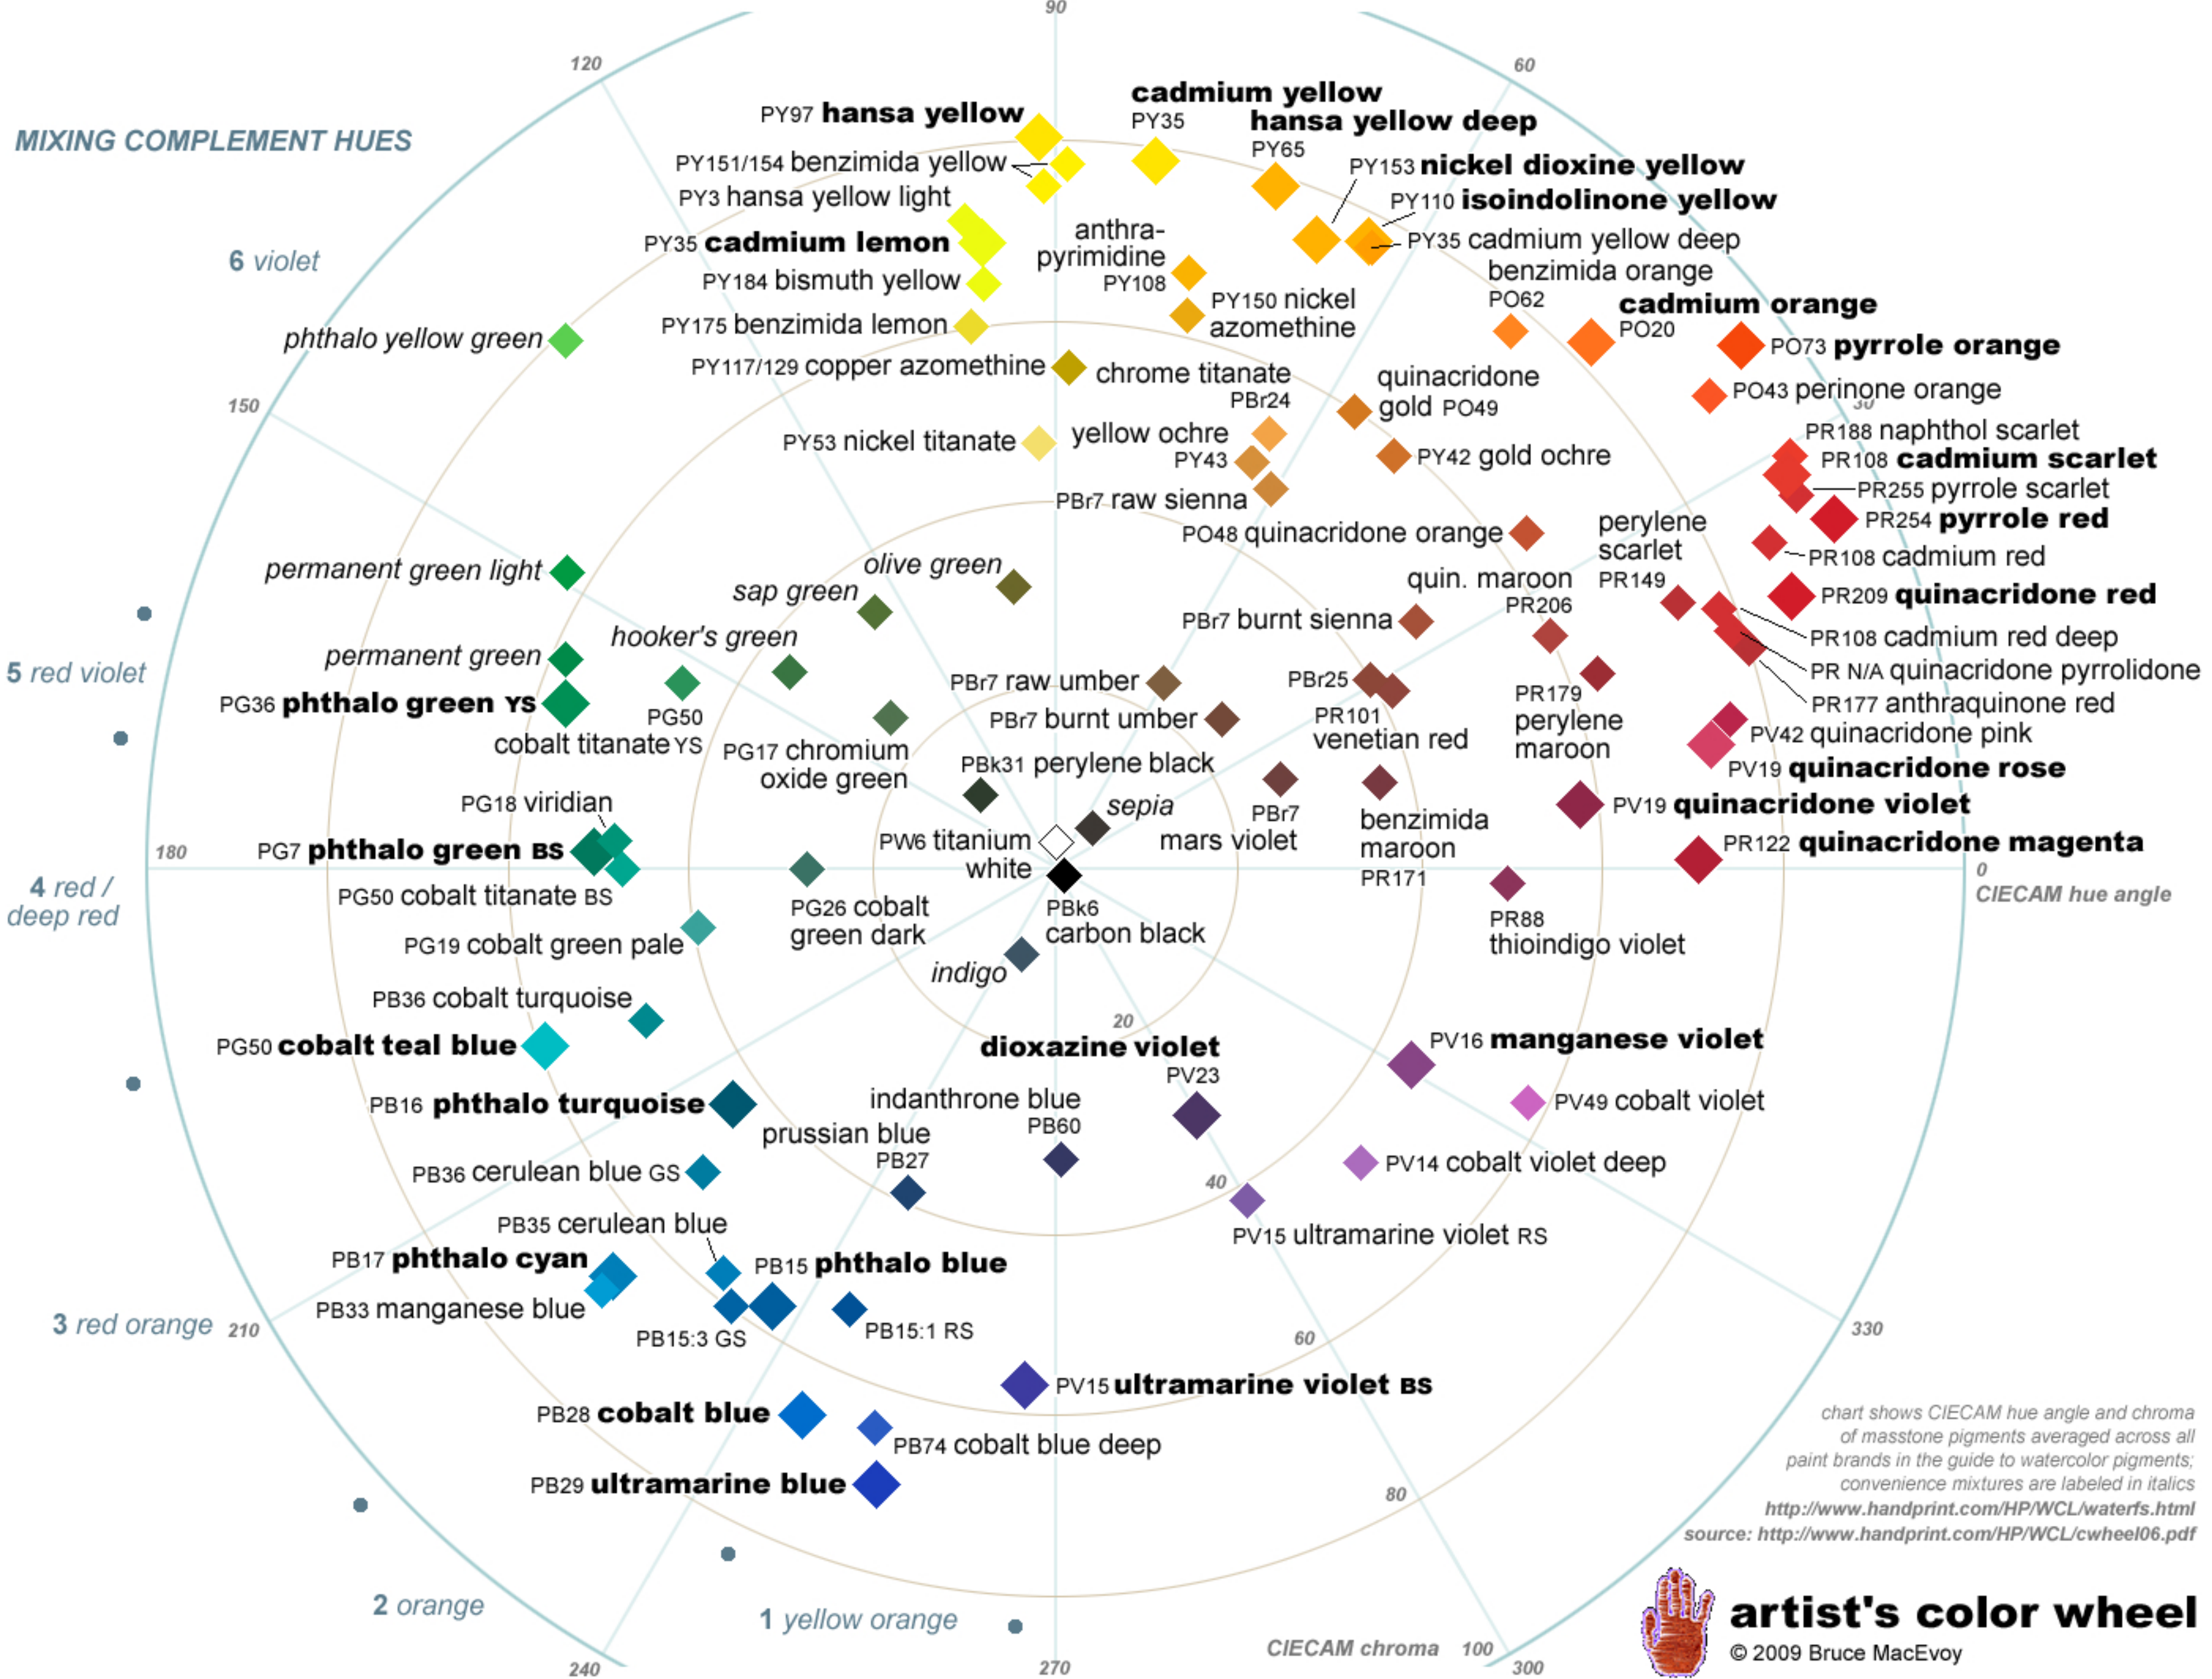 90
120
60
MIXING COMPLEMENT HUES
cadmium yellow
PY35
PY97 hansa yellow
hansa yellow deep
PY65
PY151/154 benzimida yellow
PY153 nickel dioxine yellow
PY3 hansa yellow light
PY110 isoindolinone yellow
PY35 cadmium lemon
anthra-
pyrimidine
PY108
PY35 cadmium yellow deep
6 violet
benzimida orange
PO62
PY184 bismuth yellow
PY150 nickel
azomethine
cadmium orange
PO20
PY175 benzimida lemon
phthalo yellow green
PO73 pyrrole orange
PY117/129 copper azomethine
chrome titanate
PBr24
quinacridone
gold PO49
PO43 perinone orange
150
30
PR188 naphthol scarlet
PY53 nickel titanate
yellow ochre
PY43
PY42 gold ochre
PR108 cadmium scarlet
PBr7 raw sienna
PR255 pyrrole scarlet
PR254 pyrrole red
PO48 quinacridone orange
perylene
scarlet
PR149
PR108 cadmium red
permanent green light
olive green
sap green
quin. maroon
PR206
PR209 quinacridone red
hooker's green
PBr7 burnt sienna
PR108 cadmium red deep
permanent green
PR N/A quinacridone pyrrolidone
5 red violet
PBr7 raw umber
PBr25
PR179
perylene
maroon
PR177 anthraquinone red
PG36 phthalo green YS
PG50
cobalt titanate YS
PBr7 burnt umber
PR101
venetian red
PV42 quinacridone pink
PG17 chromium
oxide green
PBk31 perylene black
PV19 quinacridone rose
PG18 viridian
sepia
PBr7
mars violet
PV19 quinacridone violet
benzimida
maroon
PR171
PW6 titanium
white
PR122 quinacridone magenta
180
PG7 phthalo green BS
0
CIECAM hue angle
4 red /
deep red
PG50 cobalt titanate BS
PG26 cobalt
green dark
PBk6
carbon black
PR88
thioindigo violet
PG19 cobalt green pale
indigo
PB36 cobalt turquoise
20
PG50 cobalt teal blue
dioxazine violet
PV23
PV16 manganese violet
PB16 phthalo turquoise
indanthrone blue
PB60
PV49 cobalt violet
prussian blue
PB27
PB36 cerulean blue GS
40
PV14 cobalt violet deep
PB35 cerulean blue
PV15 ultramarine violet RS
PB17 phthalo cyan
PB15 phthalo blue
PB33 manganese blue
3 red orange
210
PB15:3 GS
PB15:1 RS
60
330
PV15 ultramarine violet BS
PB28 cobalt blue
PB74 cobalt blue deep
PB29 ultramarine blue
80
chart shows CIECAM hue angle and chroma
of masstone pigments averaged across all
paint brands in the guide to watercolor pigments;
convenience mixtures are labeled in italics
http://www.handprint.com/HP/WCL/waterfs.html
source: http://www.handprint.com/HP/WCL/cwheel06.pdf
2 orange
1 yellow orange
artist's color wheel
© 2009 Bruce MacEvoy
CIECAM chroma 100
240
270
300